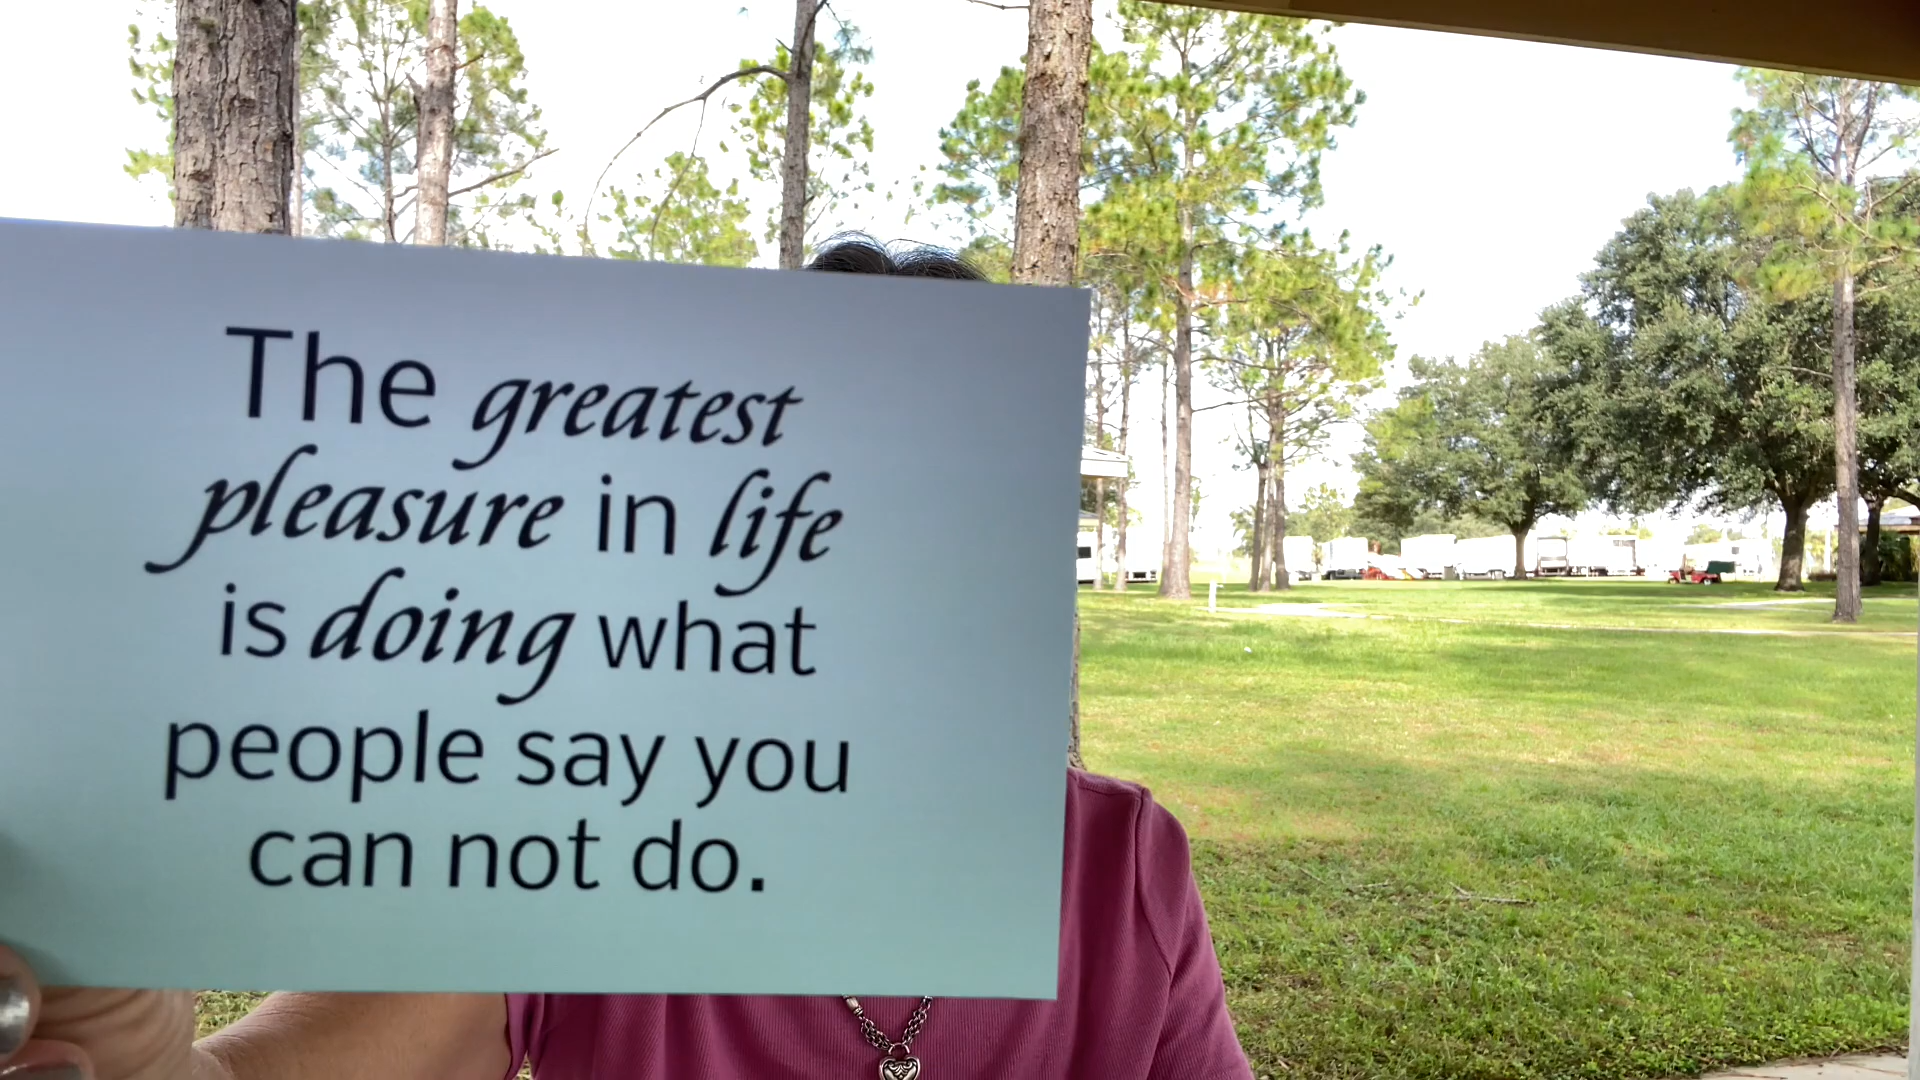 The greatest
pleasure in life
is doing what
people say you
can not do.